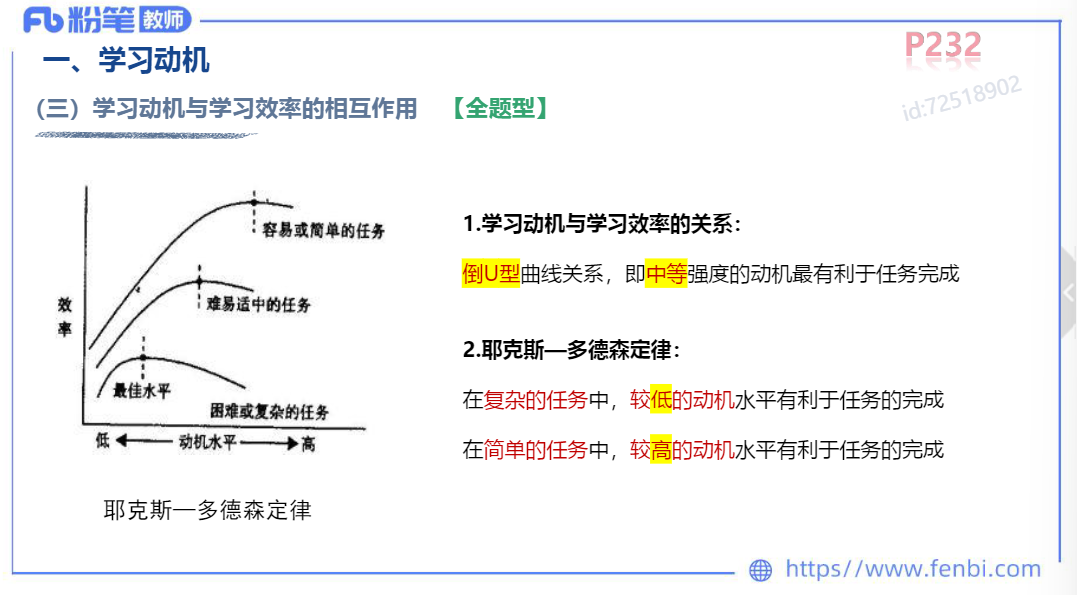 粉笔教师
一、学习动机
P232
（三）学习动机与学习效率的相互作用 【全题型】
id:72518902
容易或简单的任务
难易适中的任务
效率
最佳水平
困难或复杂的任务
低 动机水平 高
耶克斯—多德森定律
1.学习动机与学习效率的关系：
倒U型曲线关系，即中等强度的动机最有利于任务完成
2.耶克斯—多德森定律：
在复杂的任务中，较低的动机水平有利于任务的完成
在简单的任务中，较高的动机水平有利于任务的完成
https//www.fenbi.com